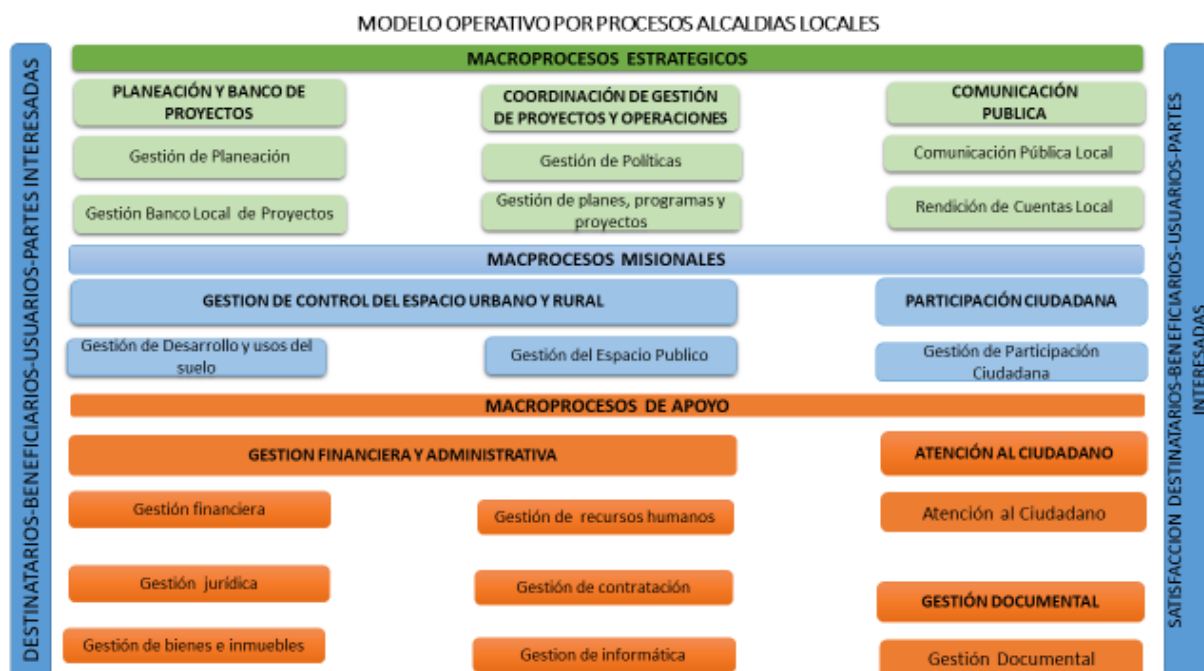 MODELO OPERATIVO POR PROCESOS ALCALDIAS LOCALES
DESTINATARIOS-BENEFICIARIOS-USUARIOS-PARTES INTERESADAS
MACROPROCESOS ESTRATEGICOS
PLANEACIÓN Y BANCO DE
PROYECTOS
COORDINACIÓN DE GESTIÓN
DE PROYECTOS Y OPERACIONES
COMUNICACIÓN
PUBLICA
Gestión de Planeación
Gestión de Políticas
Comunicación Pública Local
Gestión Banco Local de Proyectos
Gestión de planes, programas y
proyectos
Rendición de Cuentas Local
MACPROCESOS MISIONALES
GESTION DE CONTROL DEL ESPACIO URBANO Y RURAL
PARTICIPACIÓN CIUDADANA
Gestión de Desarrollo y usos del
suelo
Gestión del Espacio Publico
Gestión de Participación
Ciudadana
MACROPROCESOS DE APOYO
GESTION FINANCIERA Y ADMINISTRATIVA
ATENCIÓN AL CIUDADANO
Gestión financiera
Gestión de recursos humanos
Atención al Ciudadano
Gestión jurídica
Gestión de contratación
GESTIÓN DOCUMENTAL
Gestión de bienes e inmuebles
Gestion de informática
Gestión Documental
SATISFACCION DESTINATARIOS-BENEFICIARIOS-USUARIOS-PARTES
INTERESADAS